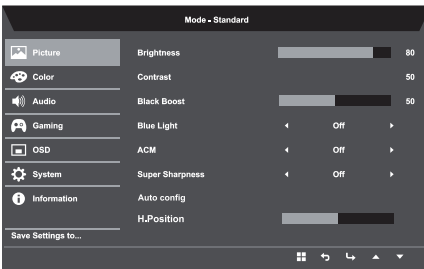 Mode - Standard
Picture
Brightness 80
Color
Contrast 50
Audio
Black Boost 50
Gaming
Blue Light Off
OSD
ACM Off
System
Super Sharpness Off
Information
Auto config
H.Position
Save Settings to...